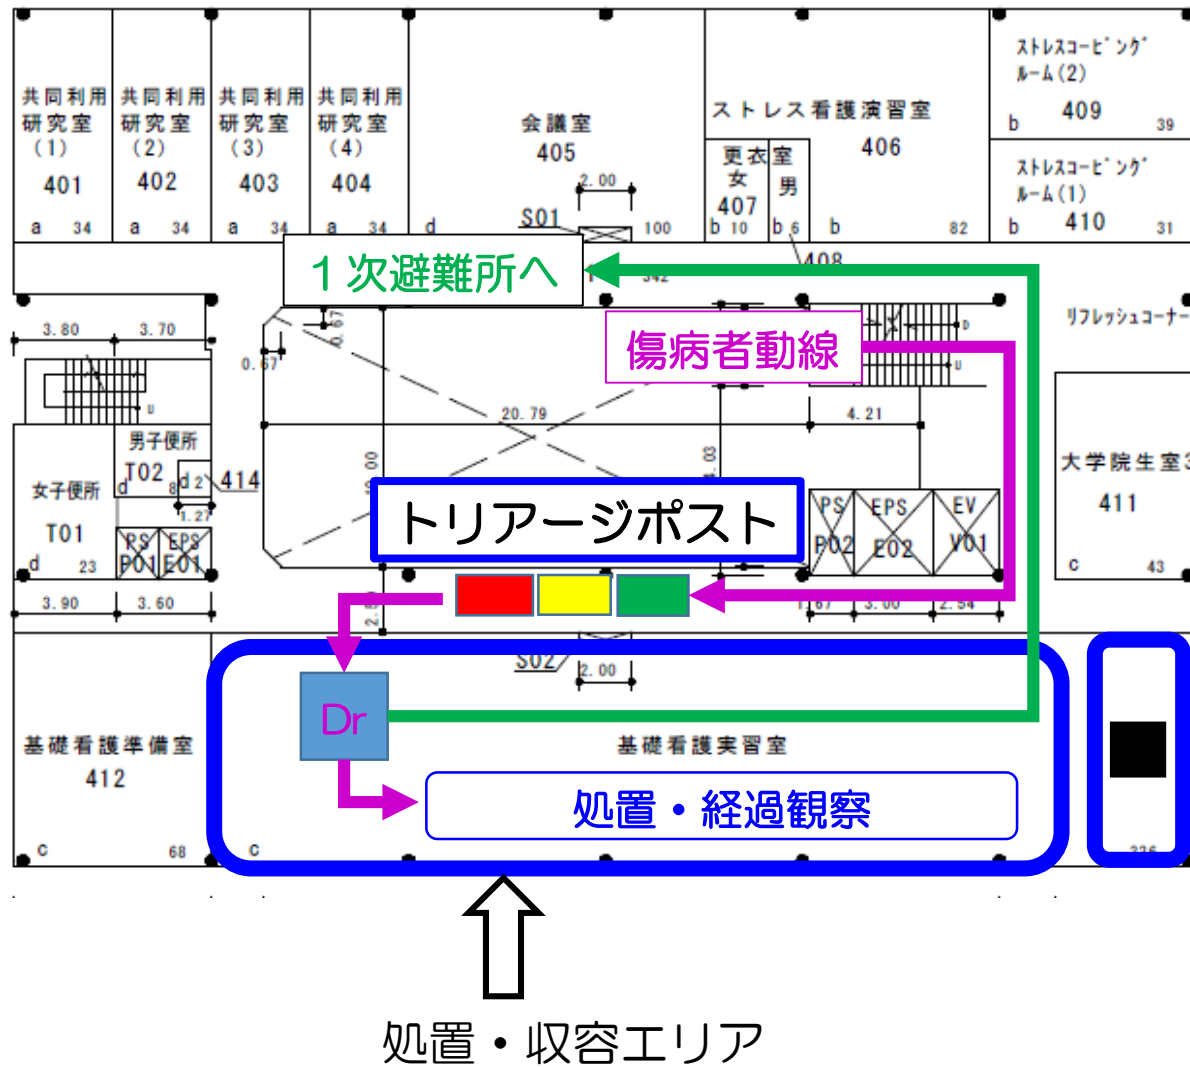 共同利用
研究室
(1)
401
a 34
共同利用
研究室
(2)
402
a 34
共同利用
研究室
(3)
403
a 34
共同利用
研究室
(4)
404
a 34
会議室
405
2.00
S01
d 100
ストレス看護演習室
406
b 82
更衣室
女
407
b 10
男
b 6
408
ストレスコーピング
ルーム(2)
409
b 39
ストレスコーピング
ルーム(1)
410
b 31
1次避難所へ
342
リフレッシュコーナー
傷病者動線
3.80 3.70
0.67
0.67
D
U
U
20.79
4.21
男子便所
T02
d 8
d 2
414
1.27
女子便所
T01
d 23
PS
P01
EPS
E01
トリアージポスト
PS
P02
EPS
E02
EV
V01
大学院生室3
411
c 43
3.90 3.60
1.67 3.00 2.54
S02
2.00
Dr
基礎看護準備室
412
c 68
基礎看護実習室
処置・経過観察
c
336
処置・収容エリア